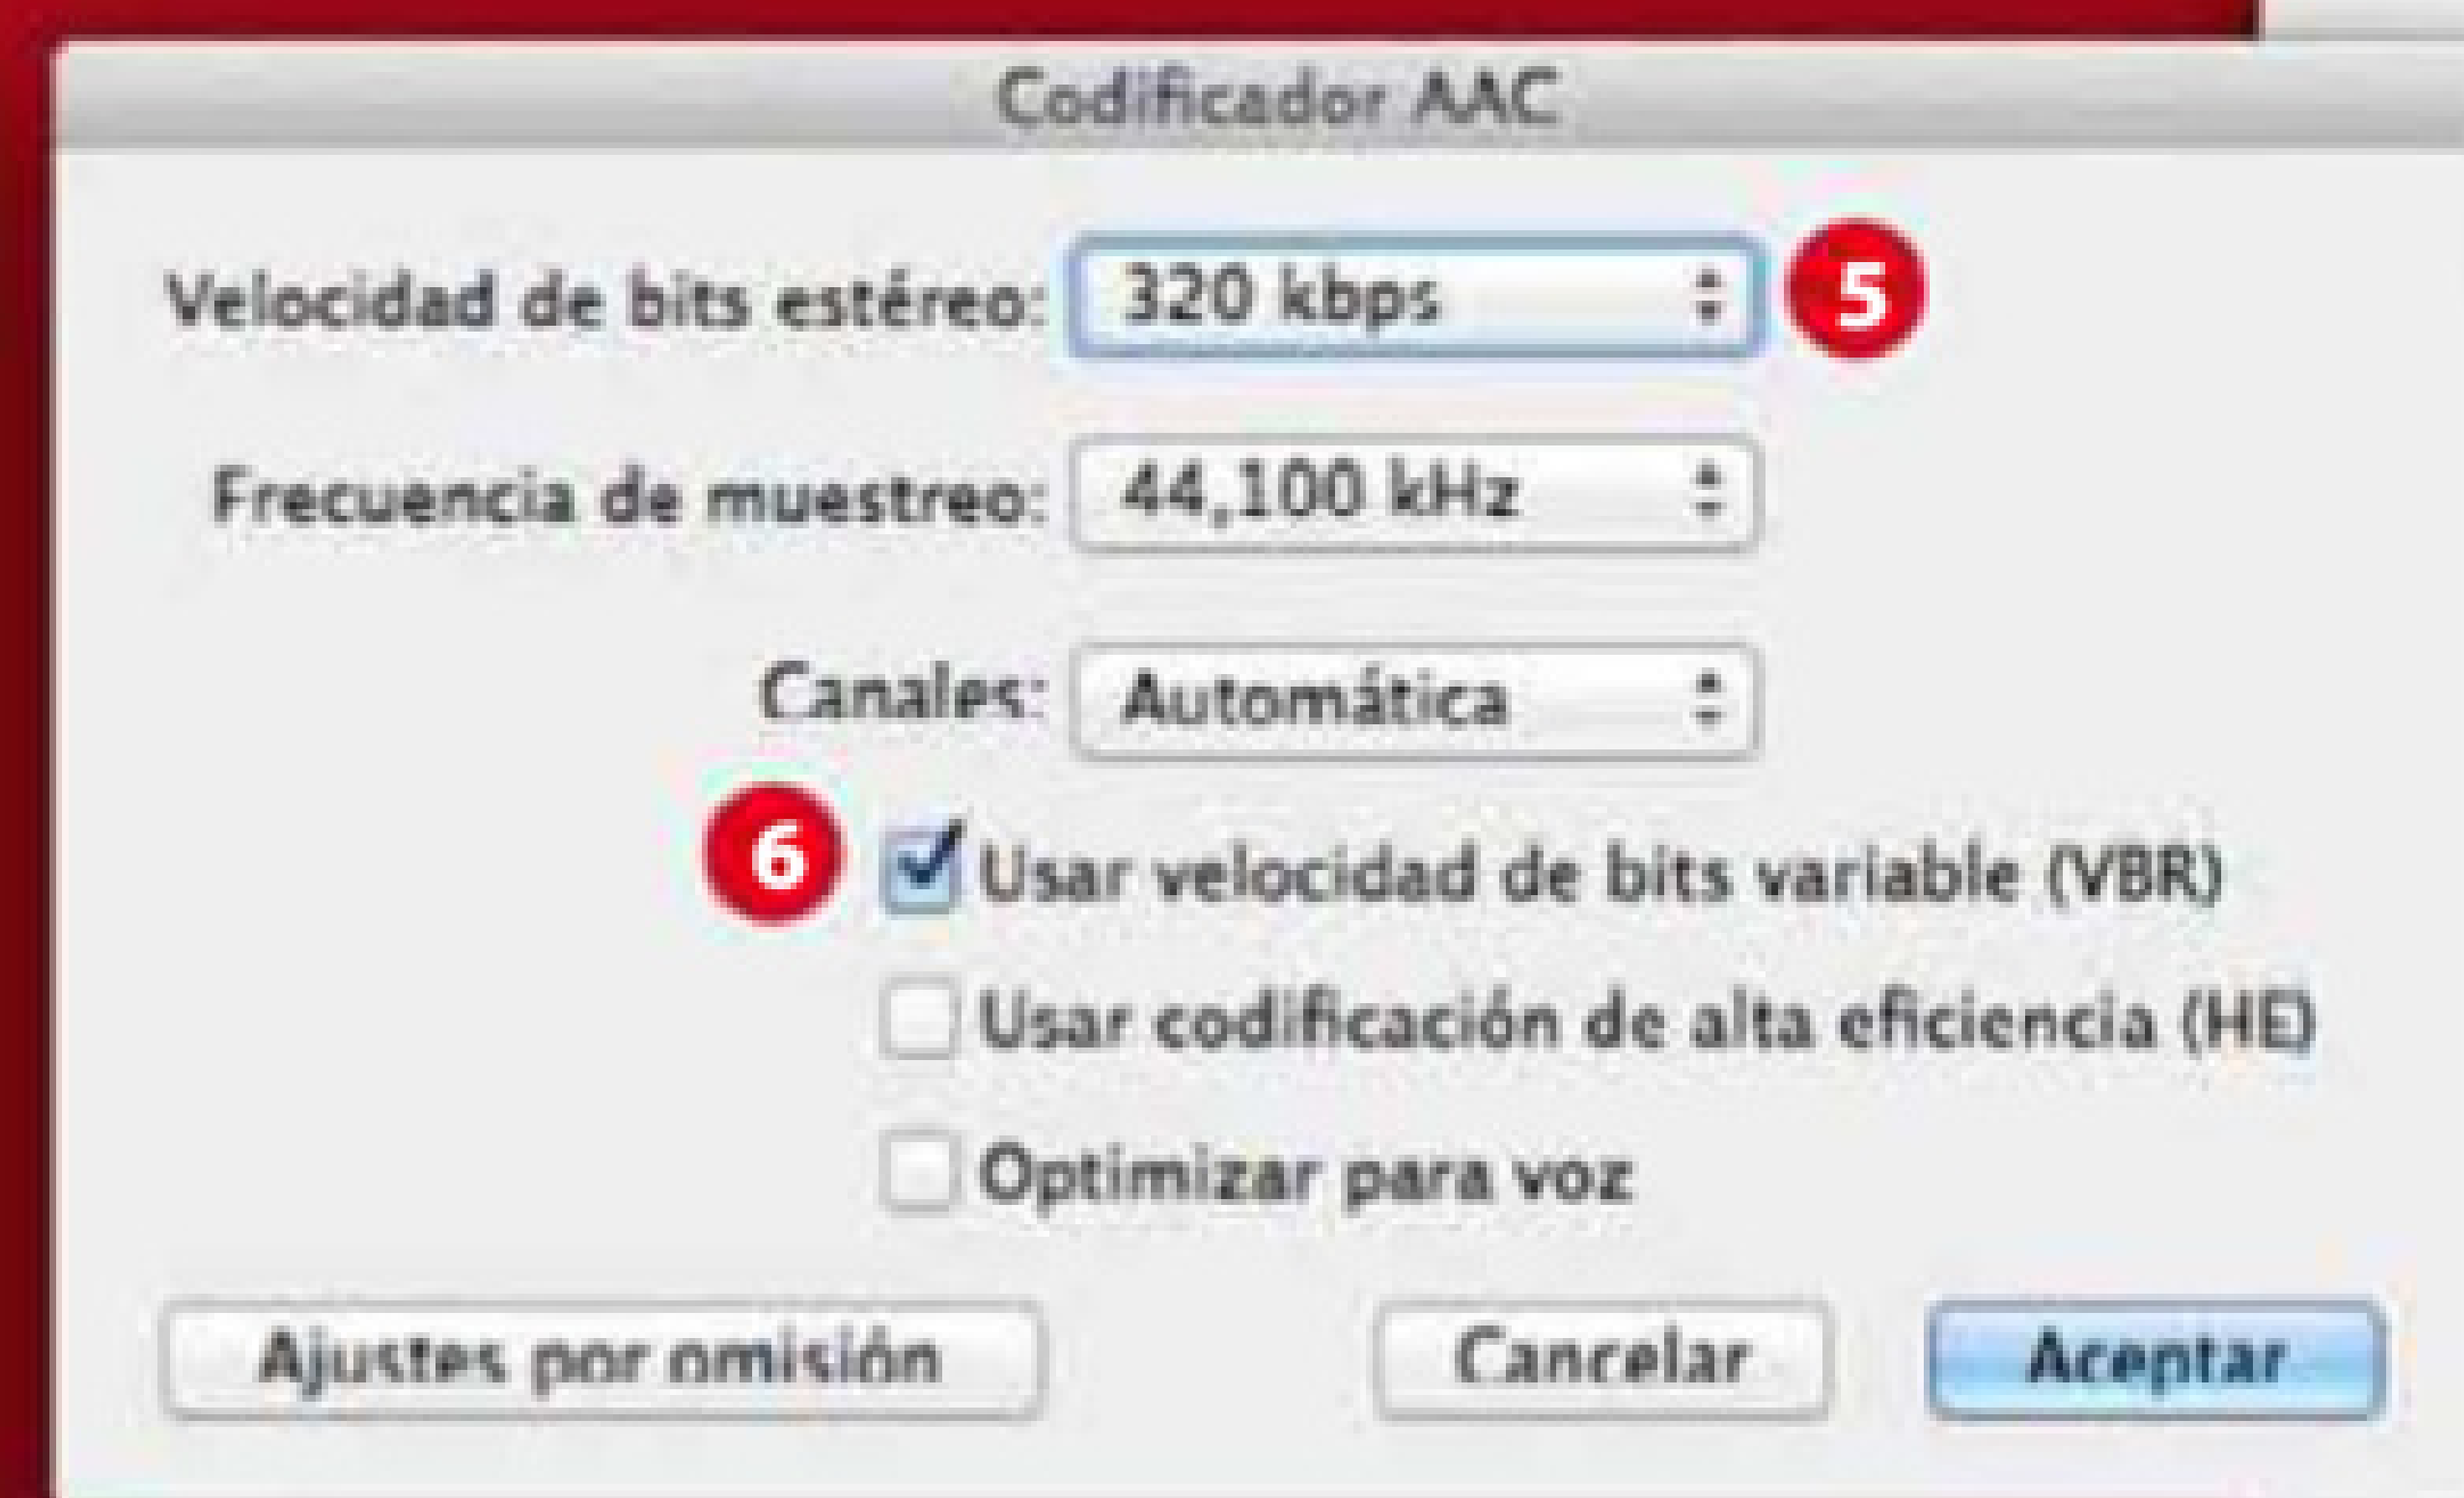 Codificador AAC
Velocidad de bits estéreo: 320 kbps 5
Frecuencia de muestreo: 44,100 kHz
Canales: Automática
6 Usar velocidad de bits variable (VBR)
Usar codificación de alta eficiencia (HE)
Optimizar para voz
Ajustes por omisión Cancelar Aceptar